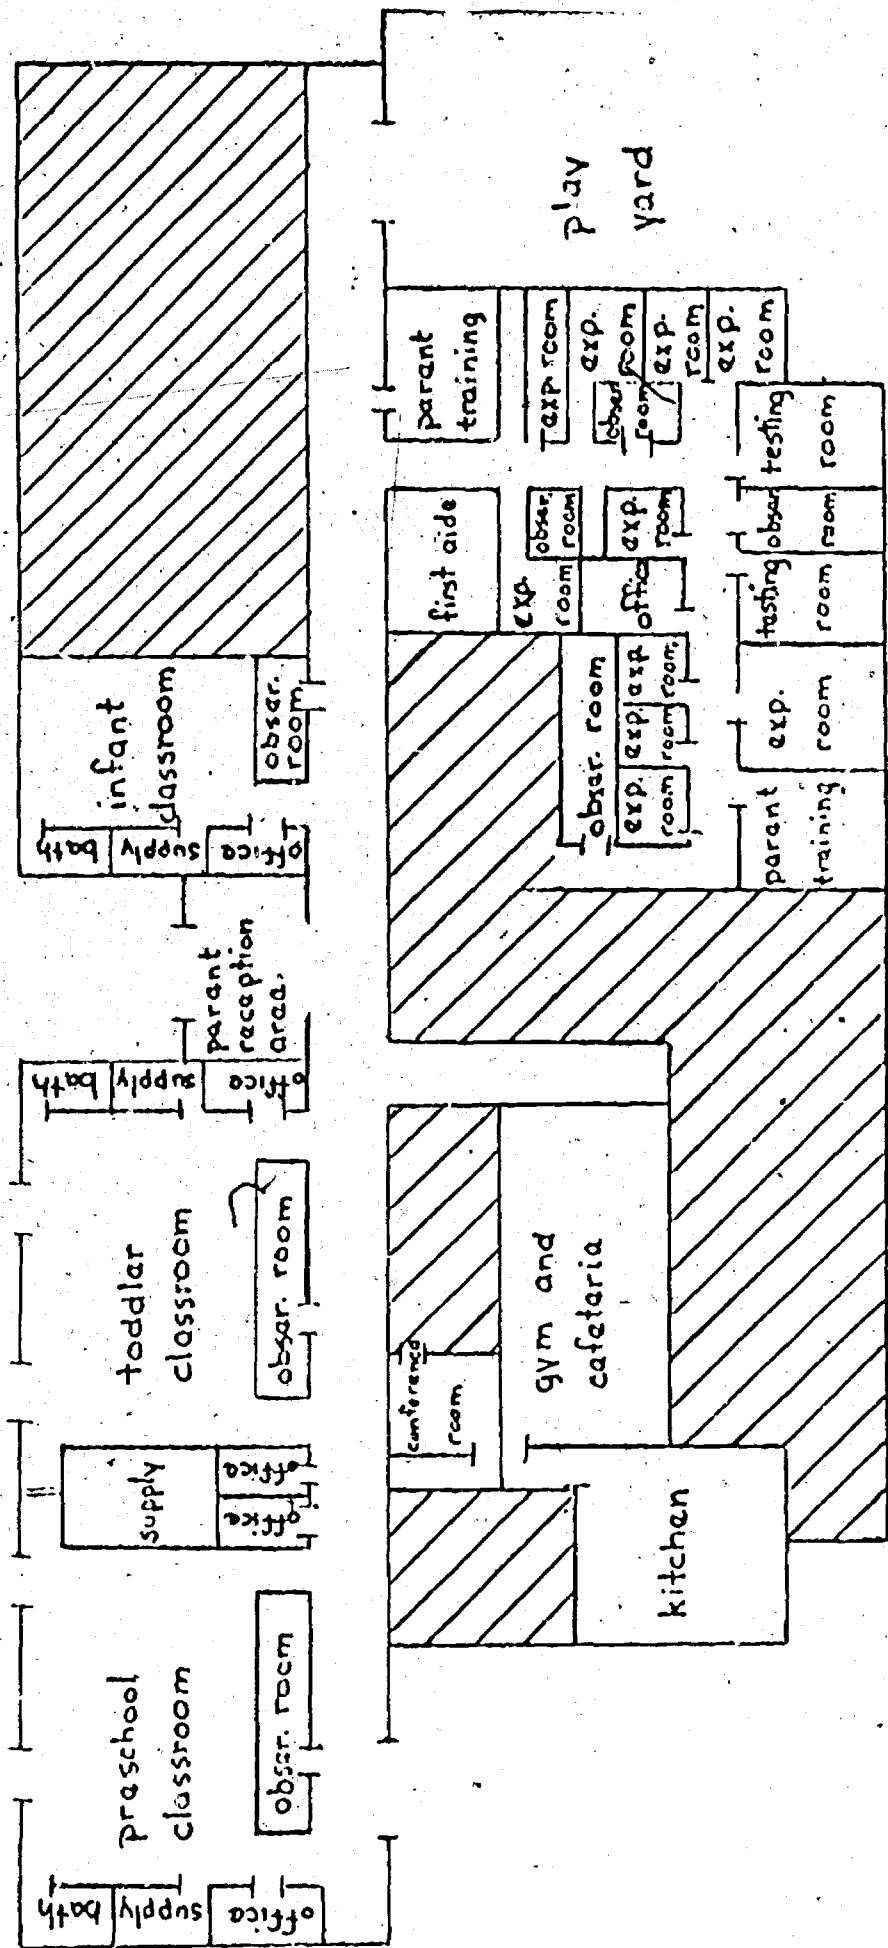 bath
supply
office
preschool
classroom
obser. room
supply
office
office
toddler
classroom
obser. room
bath
supply
office
parent
reception
area.
bath
supply
office
infant
classroom
obser.
room
conference
room
gym and
cafeteria
kitchen
first aide
parent
training
exp.
room
obser.
room
exp. room
exp.
room
obser.
room
exp.
room
office
exp.
room
exp.
room
obser. room
exp.
room
exp.
room
exp.
room
parent
training
exp.
room
testing
room
obser.
room
testing
room
play
yard